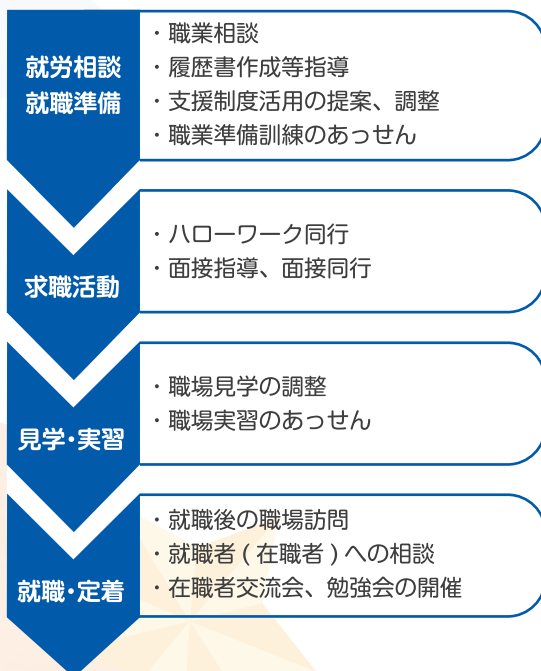 就労相談
就職準備
・職業相談
・履歴書作成等指導
・支援制度活用の提案、調整
・職業準備訓練のあっせん
求職活動
・ハローワーク同行
・面接指導、面接同行
見学・実習
・職場見学の調整
・職場実習のあっせん
就職・定着
・就職後の職場訪問
・就職者 ( 在職者 ) への相談
・在職者交流会、勉強会の開催